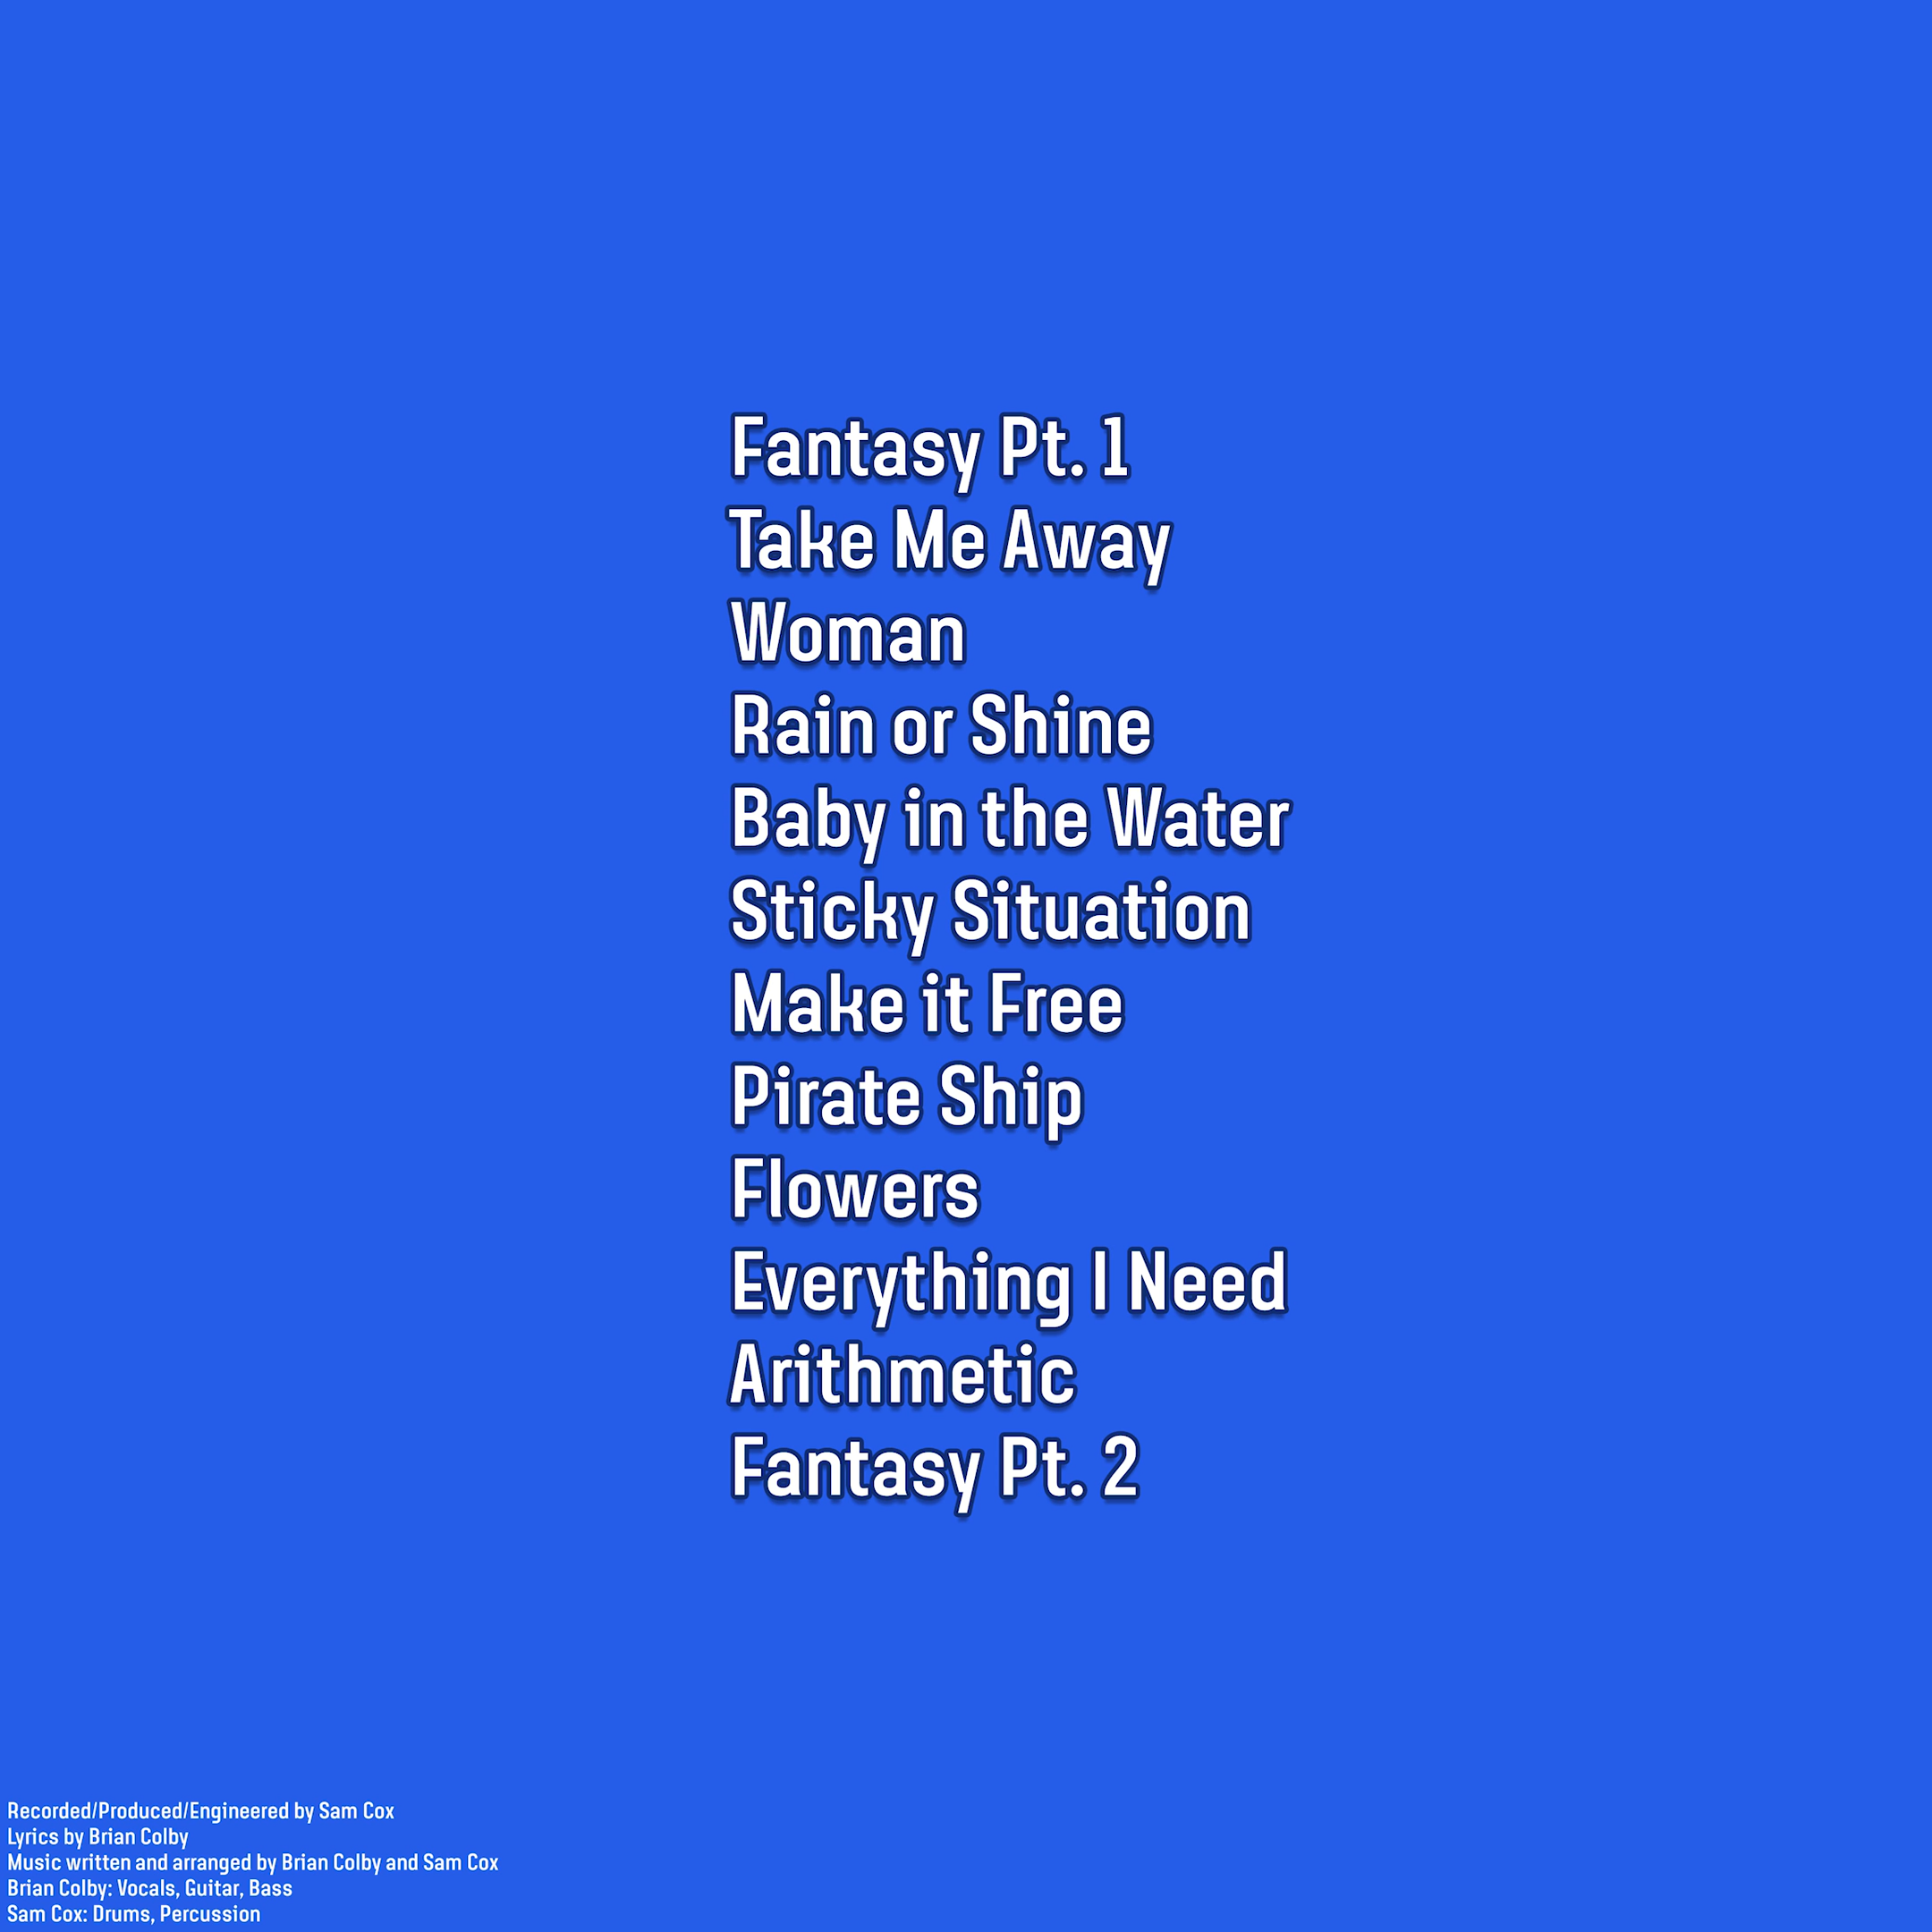 Fantasy Pt. 1
Take Me Away
Woman
Rain or Shine
Baby in the Water
Sticky Situation
Make it Free
Pirate Ship
Flowers
Everything I Need
Arithmetic
Fantasy Pt. 2
Recorded/Produced/Engineered by Sam Cox
Lyrics by Brian Colby
Music written and arranged by Brian Colby and Sam Cox
Brian Colby: Vocals, Guitar, Bass
Sam Cox: Drums, Percussion